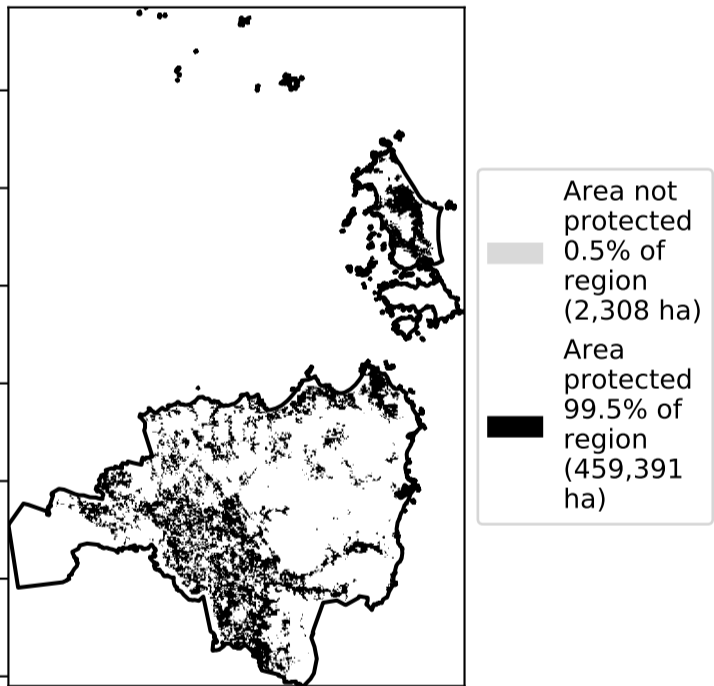 Area not
protected
0.5% of
region
(2,308 ha)
Area
protected
99.5% of
region
(459,391
ha)